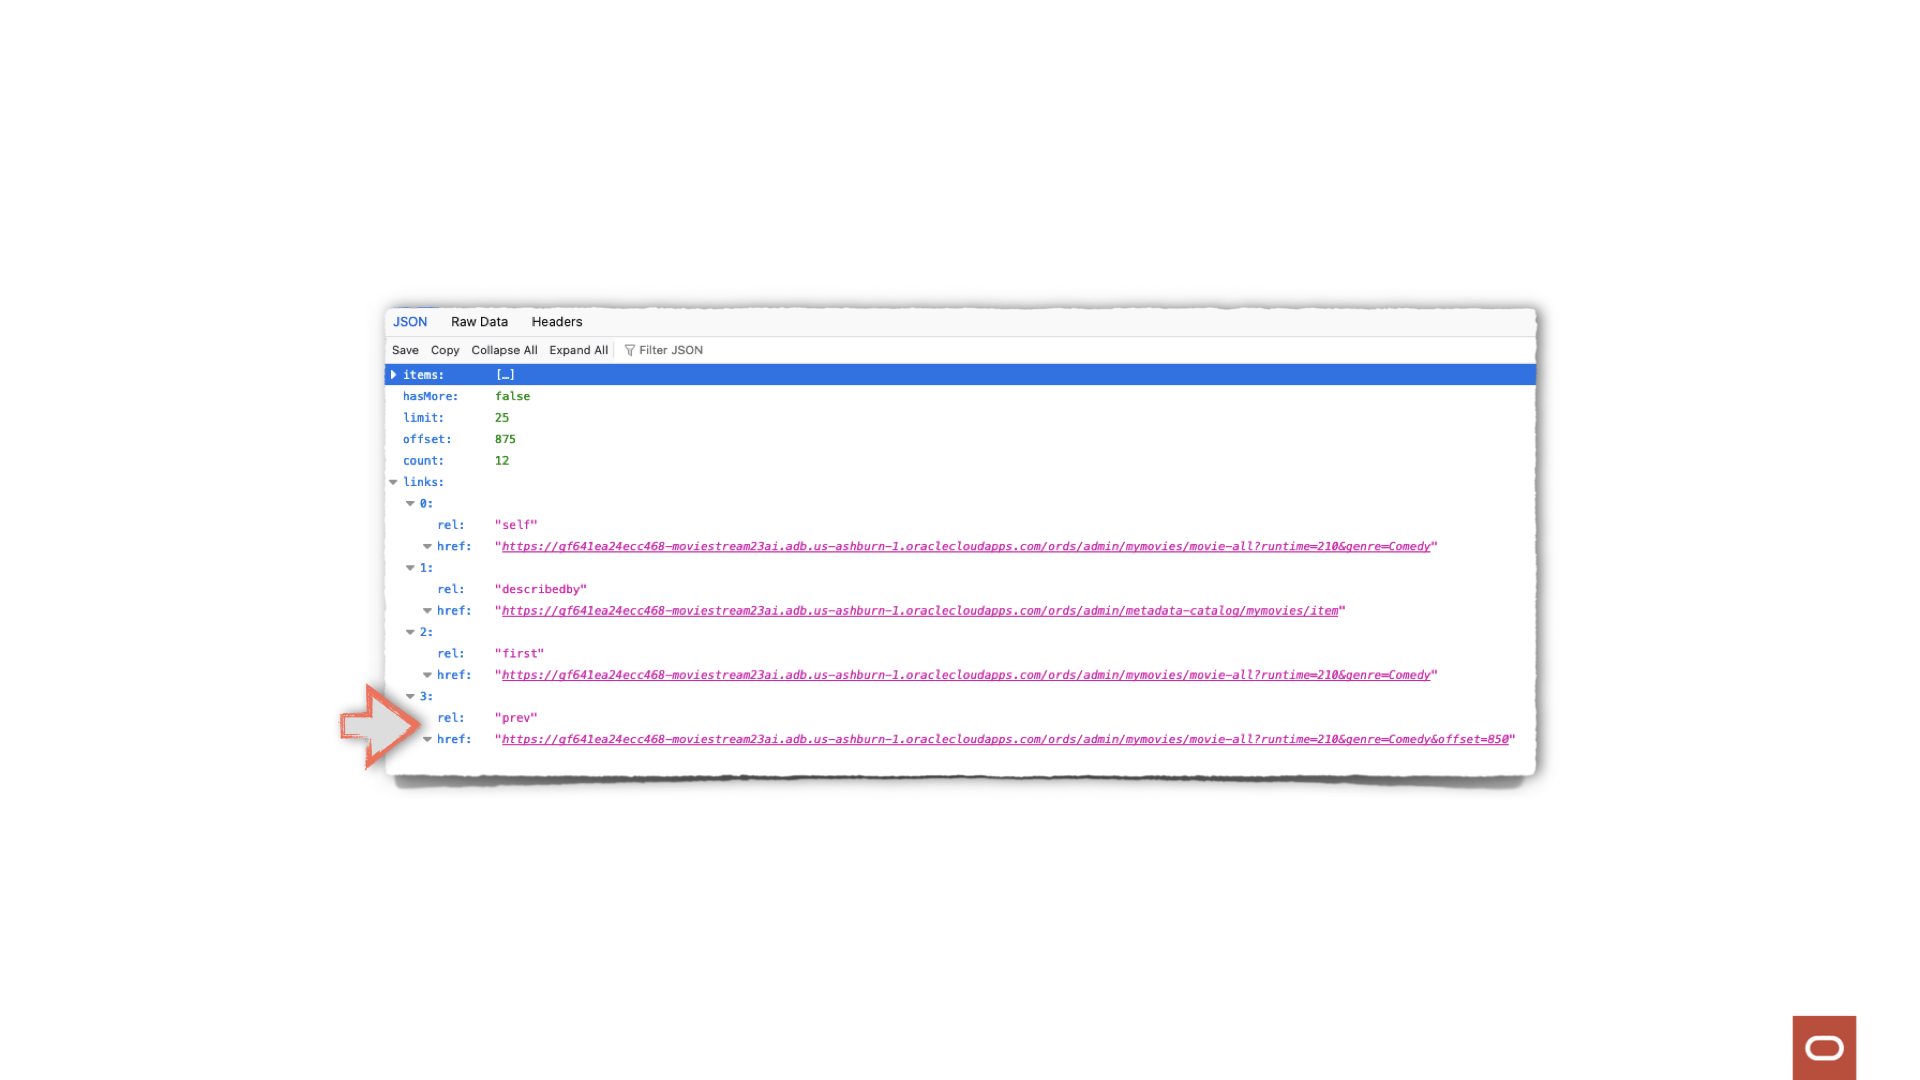 JSON Raw Data Headers
Save Copy Collapse All Expand All Filter JSON
items: […]
hasMore: false
limit: 25
offset: 875
count: 12
links:
0:
rel: "self"
href: "https://gf641ea24ecc468-moviestream23ai.adb.us-ashburn-1.oraclecloudapps.com/ords/admin/mymovies/movie-all?runtime=210&genre=Comedy"
1:
rel: "describedby"
href: "https://gf641ea24ecc468-moviestream23ai.adb.us-ashburn-1.oraclecloudapps.com/ords/admin/metadata-catalog/mymovies/item"
2:
rel: "first"
href: "https://gf641ea24ecc468-moviestream23ai.adb.us-ashburn-1.oraclecloudapps.com/ords/admin/mymovies/movie-all?runtime=210&genre=Comedy"
3:
rel: "prev"
href: "https://gf641ea24ecc468-moviestream23ai.adb.us-ashburn-1.oraclecloudapps.com/ords/admin/mymovies/movie-all?runtime=210&genre=Comedy&offset=850"